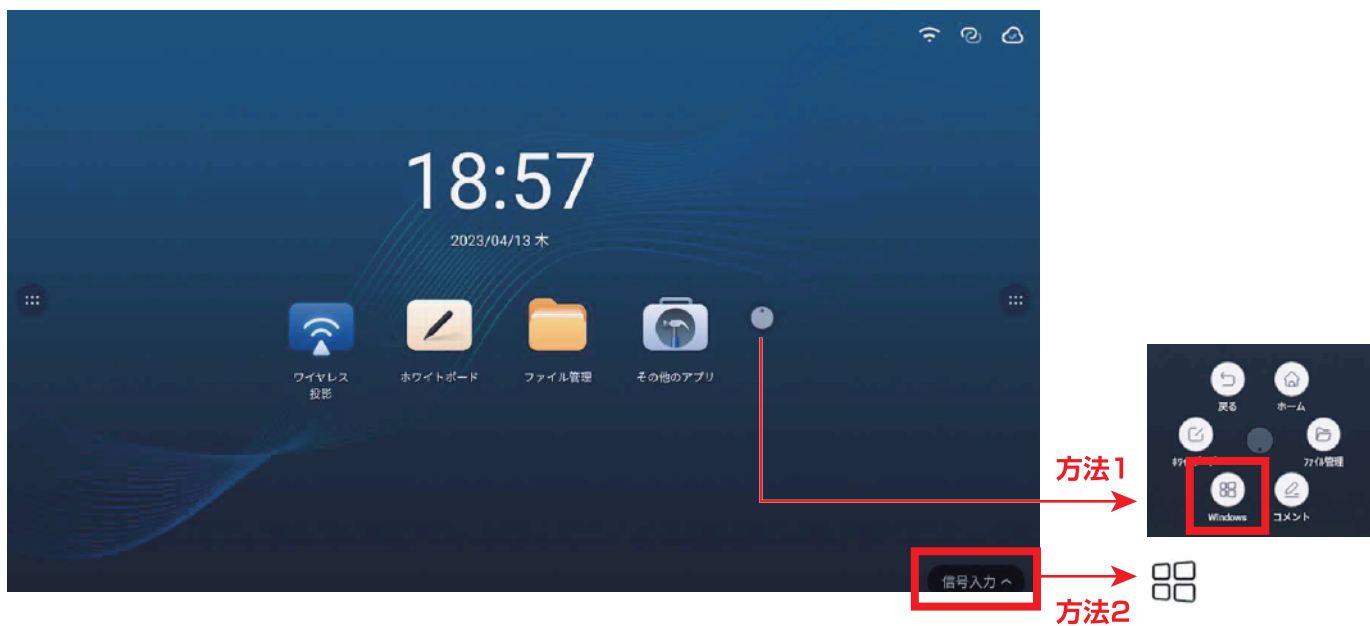 18:57
2023/04/13 木
ワイヤレス
投影
ホワイトボード
ファイル管理
その他のアプリ
信号入力
方法1
戻る
ホーム
ファイル管理
Windows
コメント
方法2